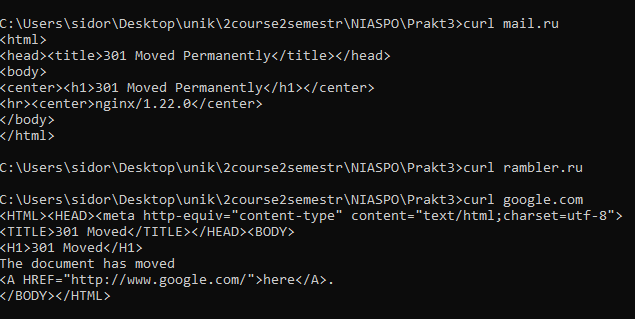 C:\Users\sidor\Desktop\unik\2course2semestr\NIASPO\Prakt3>curl mail.ru
<html>
<head><title>301 Moved Permanently</title></head>
<body>
<center><h1>301 Moved Permanently</h1></center>
<hr><center>nginx/1.22.0</center>
</body>
</html>
C:\Users\sidor\Desktop\unik\2course2semestr\NIASPO\Prakt3>curl rambler.ru
C:\Users\sidor\Desktop\unik\2course2semestr\NIASPO\Prakt3>curl google.com
<HTML><HEAD><meta http-equiv="content-type" content="text/html;charset=utf-8">
<TITLE>301 Moved</TITLE></HEAD><BODY>
<H1>301 Moved</H1>
The document has moved
<A HREF="http://www.google.com/">here</A>.
</BODY></HTML>